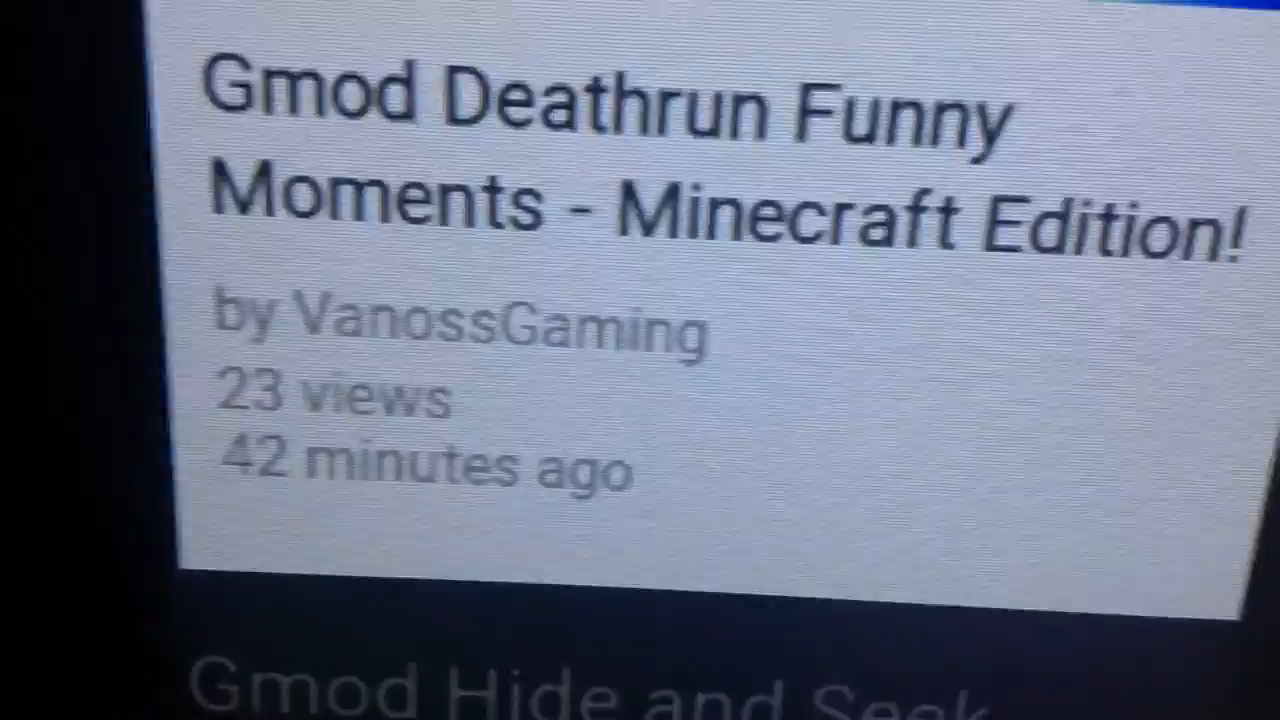 Gmod Deathrun Funny
Moments - Minecraft Edition!
by VanossGaming
23 views
42 minutes ago
Gmod Hide and Seek